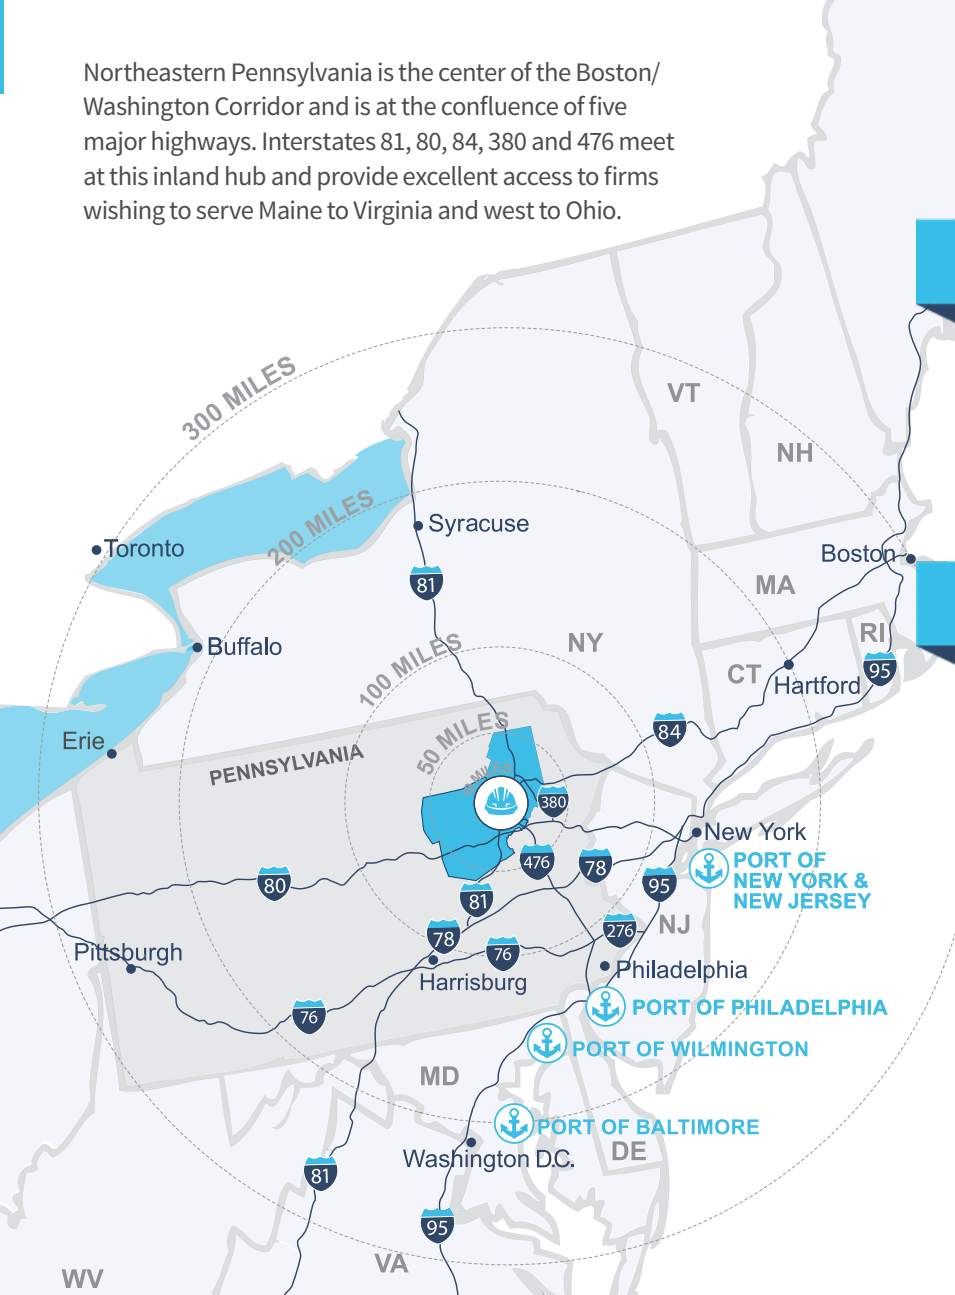 Northeastern Pennsylvania is the center of the Boston/
Washington Corridor and is at the confluence of five
major highways. Interstates 81, 80, 84, 380 and 476 meet
at this inland hub and provide excellent access to firms
wishing to serve Maine to Virginia and west to Ohio.
300 MILES
VT
NH
200 MILES
Syracuse
Toronto
Boston
81
MA
Buffalo
NY
RI
100 MILES
CT
Hartford
95
50 MILES
84
Erie
PENNSYLVANIA
MILES
380
New York
476
78
PORT OF
NEW YORK &
NEW JERSEY
80
95
81
NJ
276
78
76
Pittsburgh
Harrisburg
Philadelphia
76
PORT OF PHILADELPHIA
PORT OF WILMINGTON
MD
PORT OF BALTIMORE
Washington D.C.
DE
81
95
VA
WV